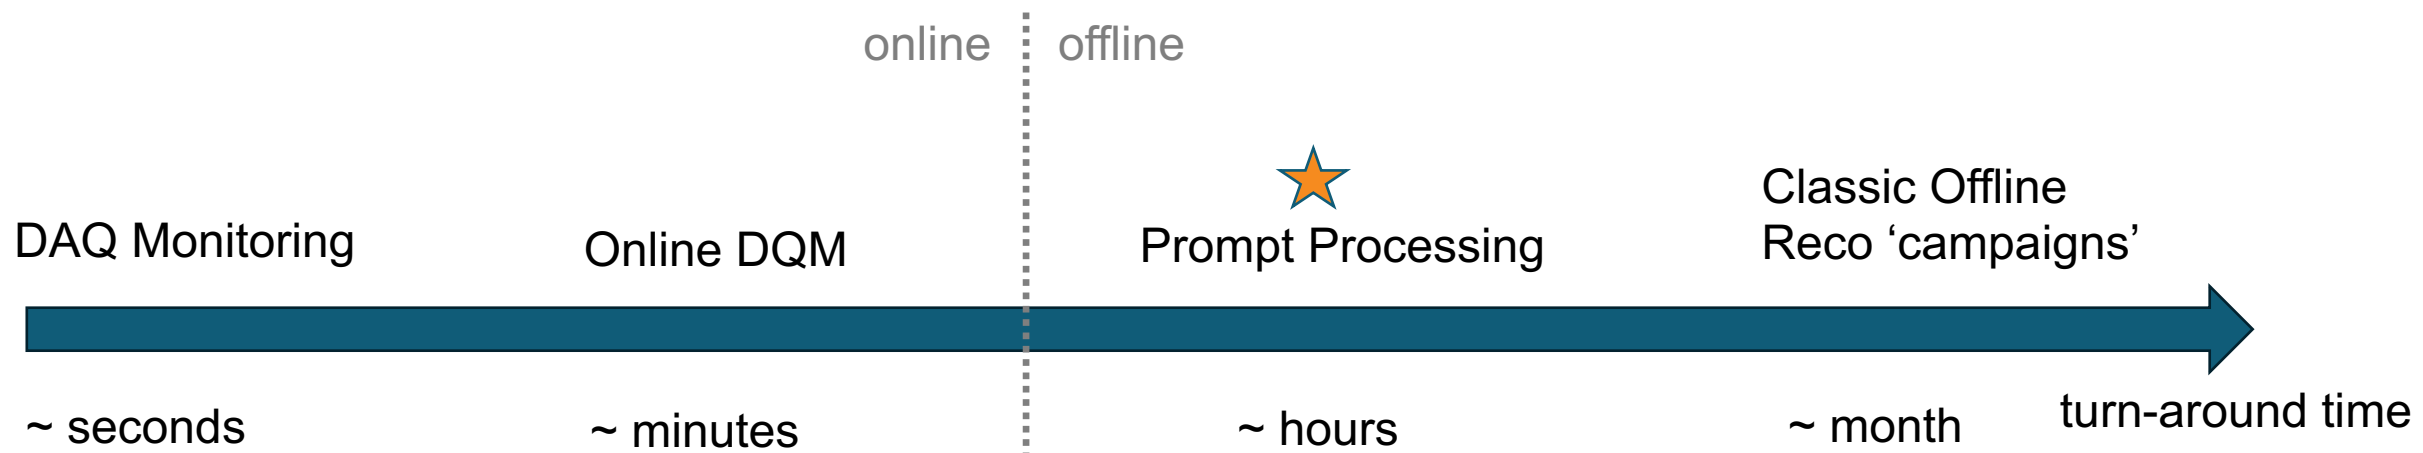 online
offline
DAQ Monitoring
Online DQM
Prompt Processing
Classic Offline
Reco ‘campaigns’
~ seconds
~ minutes
~ hours
~ month
turn-around time